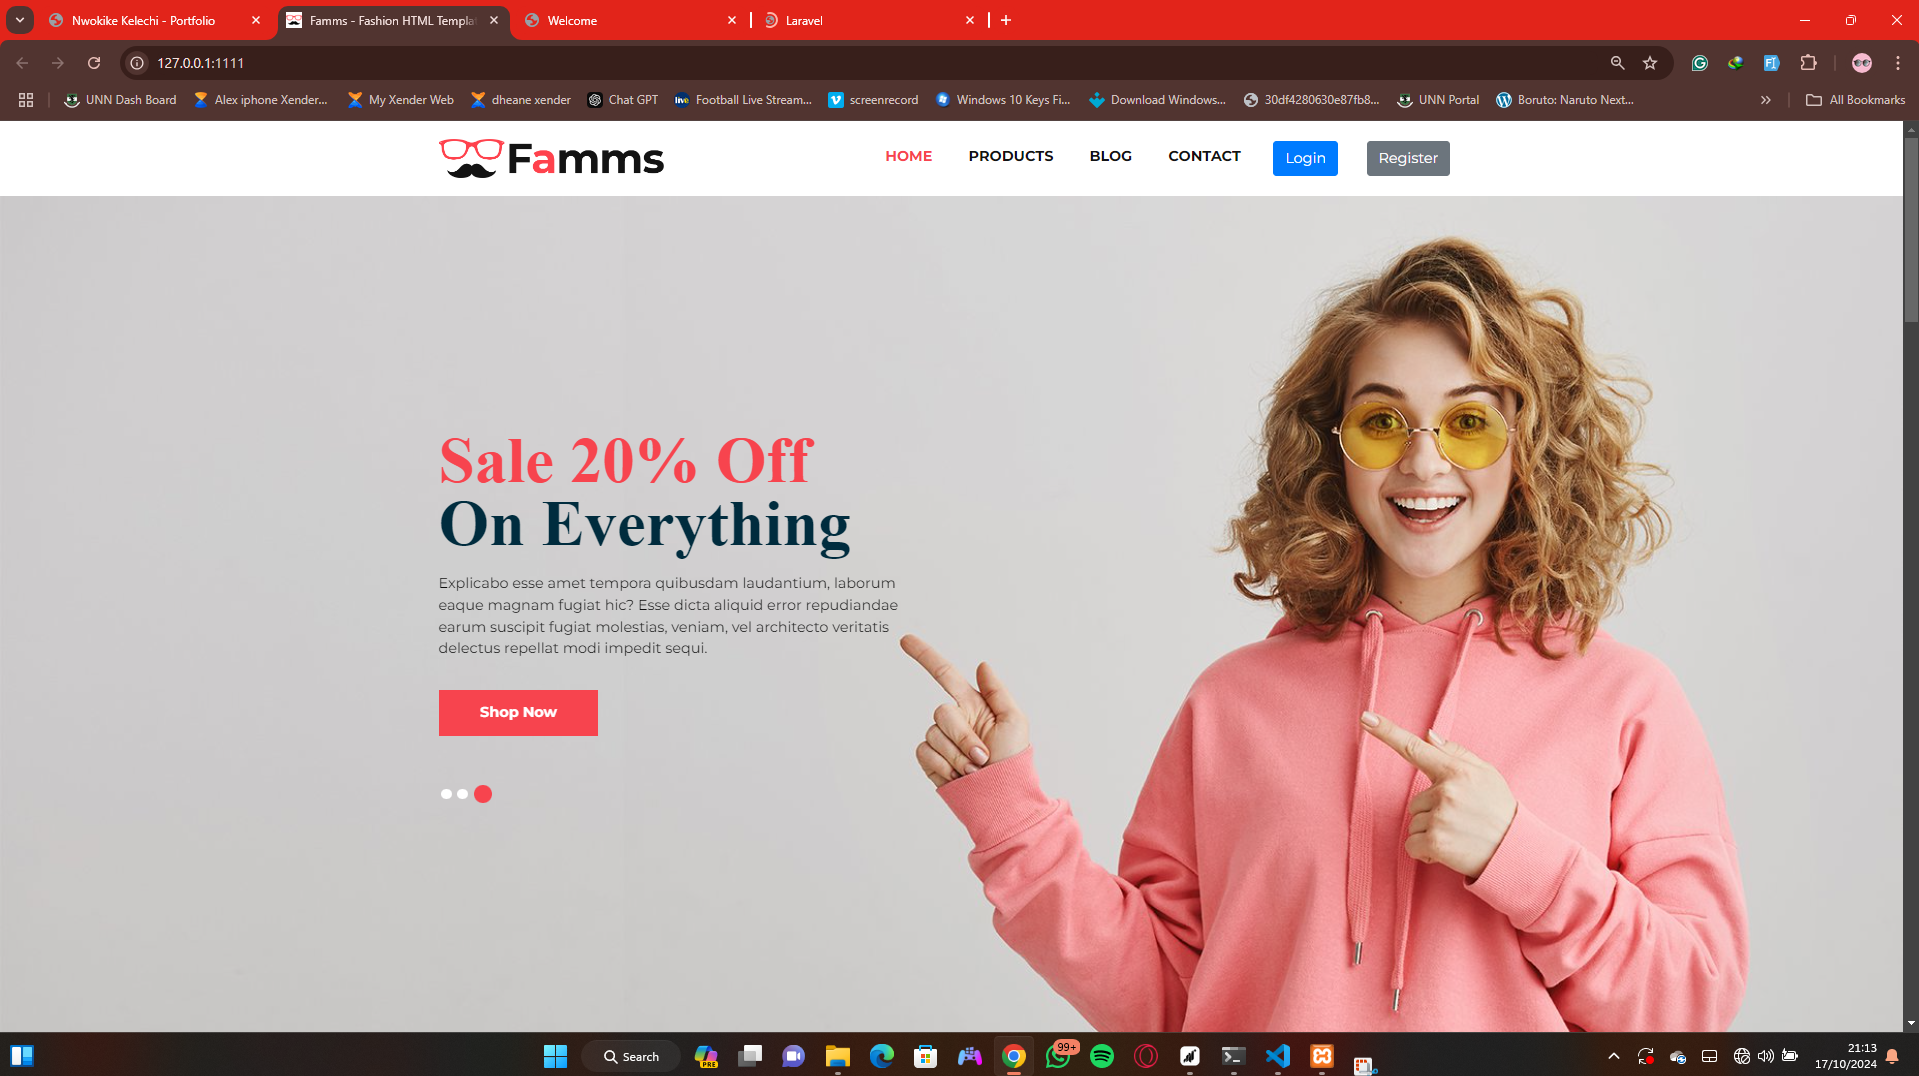 Nwokike Kelechi - Portfolio
Famms - Fashion HTML Templa
Welcome
Laravel
127.0.0.1:1111
UNN Dash Board
Alex iphone Xender...
My Xender Web
dheane xender
Chat GPT
Football Live Stream...
screenrecord
Windows 10 Keys Fi...
Download Windows...
30df4280630e87fb8...
UNN Portal
Boruto: Naruto Next...
All Bookmarks
Famms
HOME
PRODUCTS
BLOG
CONTACT
Login
Register
Sale 20% Off
On Everything
Explicabo esse amet tempora quibusdam laudantium, laborum
eaque magnam fugiat hic? Esse dicta aliquid error repudiandae
earum suscipit fugiat molestias, veniam, vel architecto veritatis
delectus repellat modi impedit sequi.
Shop Now
Search
PRE
99+
21:13
17/10/2024